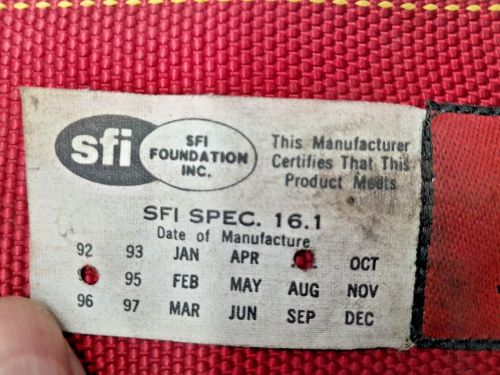 sfi
SFI
FOUNDATION
INC.
This Manufacturer
Certifies That This
Product Meets
SFI SPEC. 16.1
Date of Manufacture
92 93 JAN APR OCT
95 FEB MAY AUG NOV
96 97 MAR JUN SEP DEC